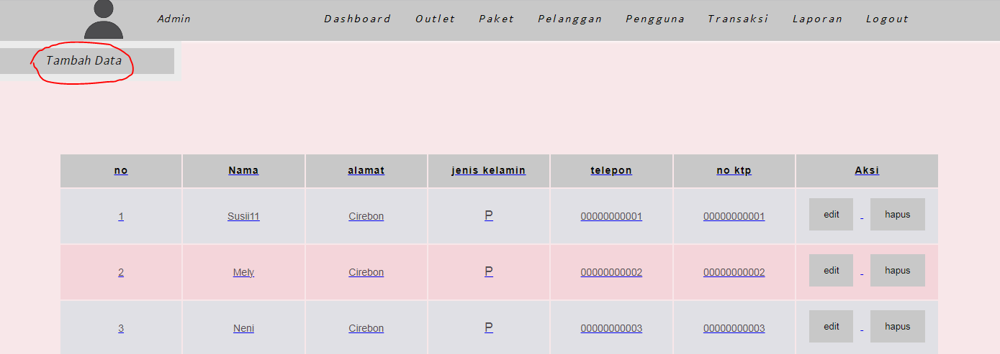 Admin Dashboard Outlet Paket Pelanggan Pengguna Transaksi Laporan Logout
Tambah Data
no Nama alamat jenis kelamin telepon no ktp Aksi
1 Susii11 Cirebon P 00000000001 00000000001 edit - hapus
2 Mely Cirebon P 00000000002 00000000002 edit - hapus
3 Neni Cirebon P 00000000003 00000000003 edit - hapus